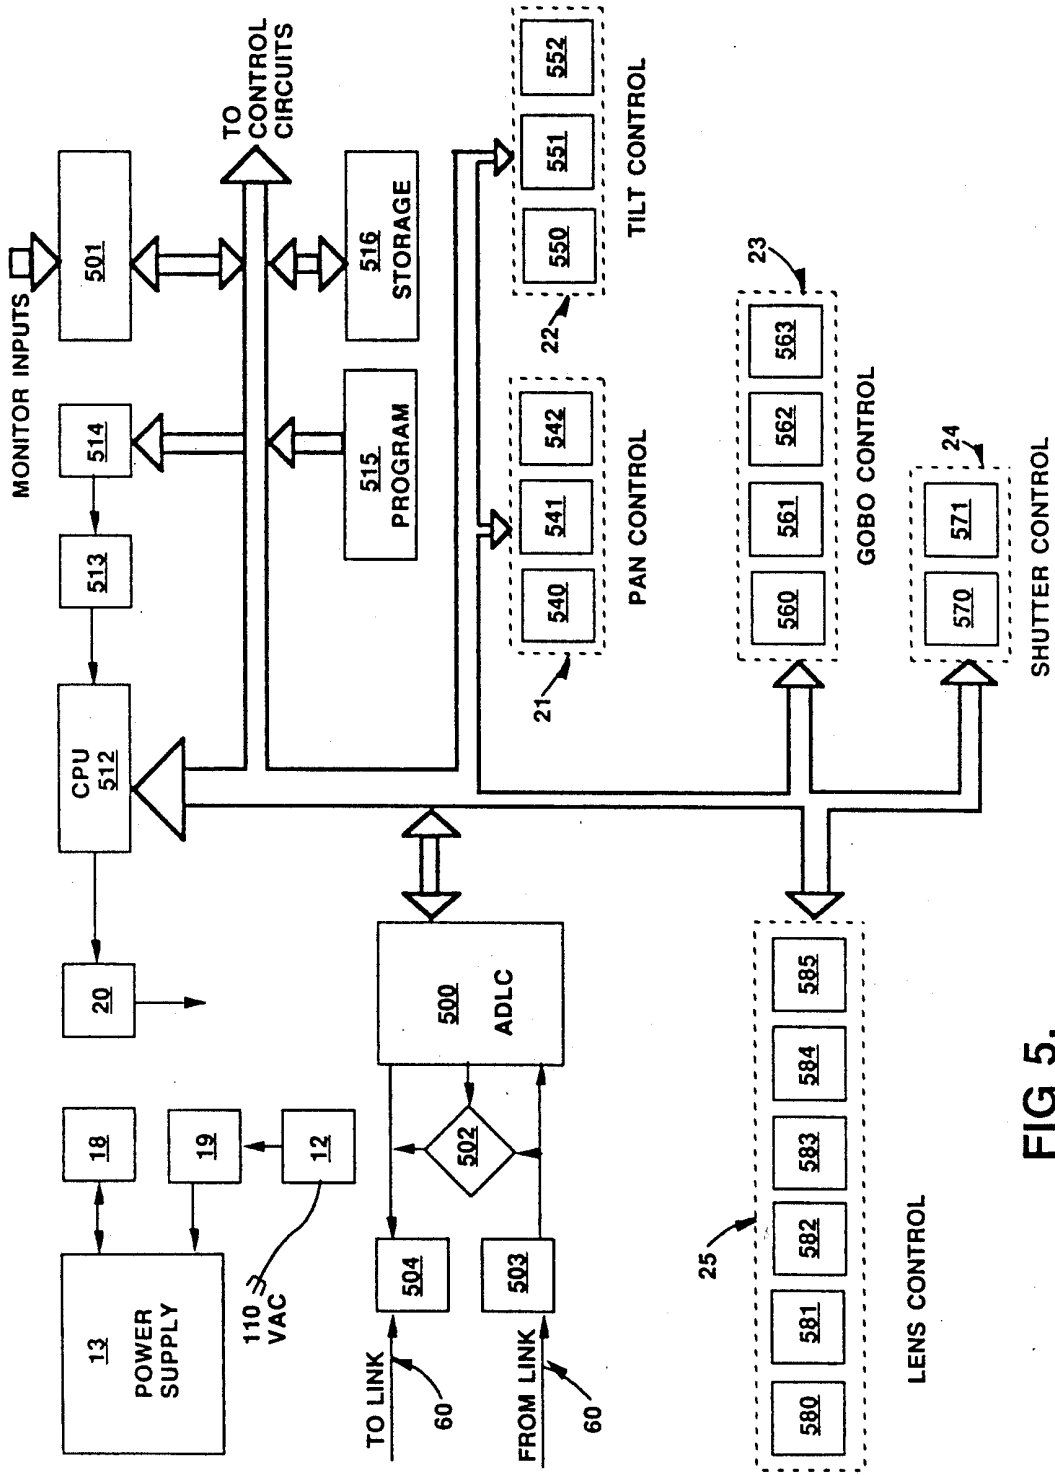 MONITOR INPUTS
TO
CONTROL
CIRCUITS
13
POWER
SUPPLY
18
19
12
110
VAC
20
CPU
512
513
514
501
515
PROGRAM
516
STORAGE
TO LINK
60
FROM LINK
60
504
503
502
500
ADLC
21
540
541
542
PAN CONTROL
22
550
551
552
TILT CONTROL
25
580
581
582
583
584
585
LENS CONTROL
560
561
562
563
23
GOBO CONTROL
570
571
24
SHUTTER CONTROL
FIG 5.